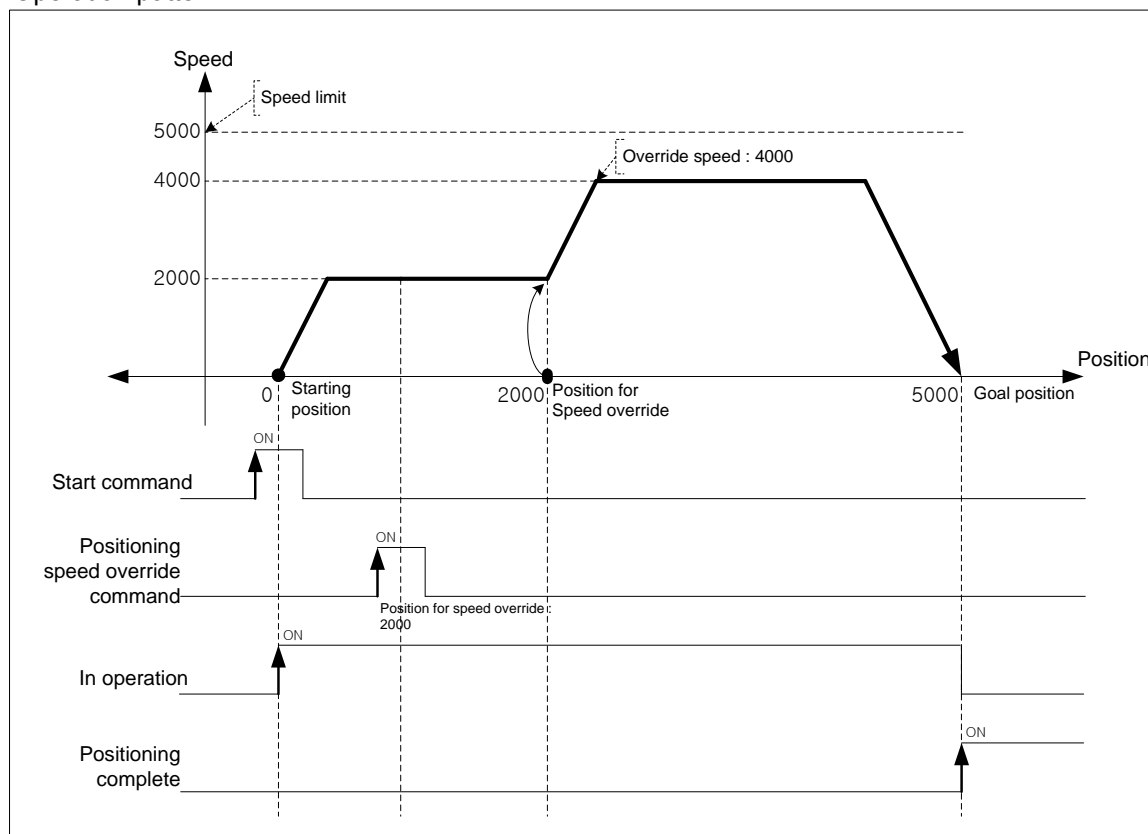 Speed
Speed limit
5000
Override speed : 4000
4000
2000
Position
0
Starting
position
2000
Position for
Speed override
5000
Goal position
ON
Start command
ON
Positioning
speed override
command
Position for speed override :
2000
ON
In operation
ON
Positioning
complete